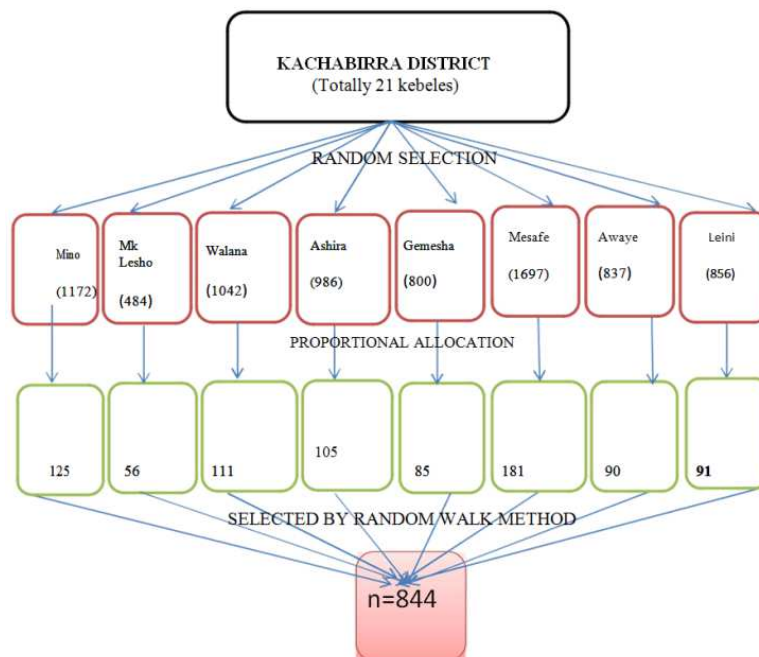 KACHABIRRA DISTRICT
(Totally 21 kebeles)
RANDOM SELECTION
Mino
(1172)
Mk
Lesho
(484)
Walana
(1042)
Ashira
(986)
Gemesha
(800)
Mesafe
(1697)
Awaye
(837)
Leini
(856)
PROPORTIONAL ALLOCATION
125
56
111
105
85
181
90
91
SELECTED BY RANDOM WALK METHOD
n=844